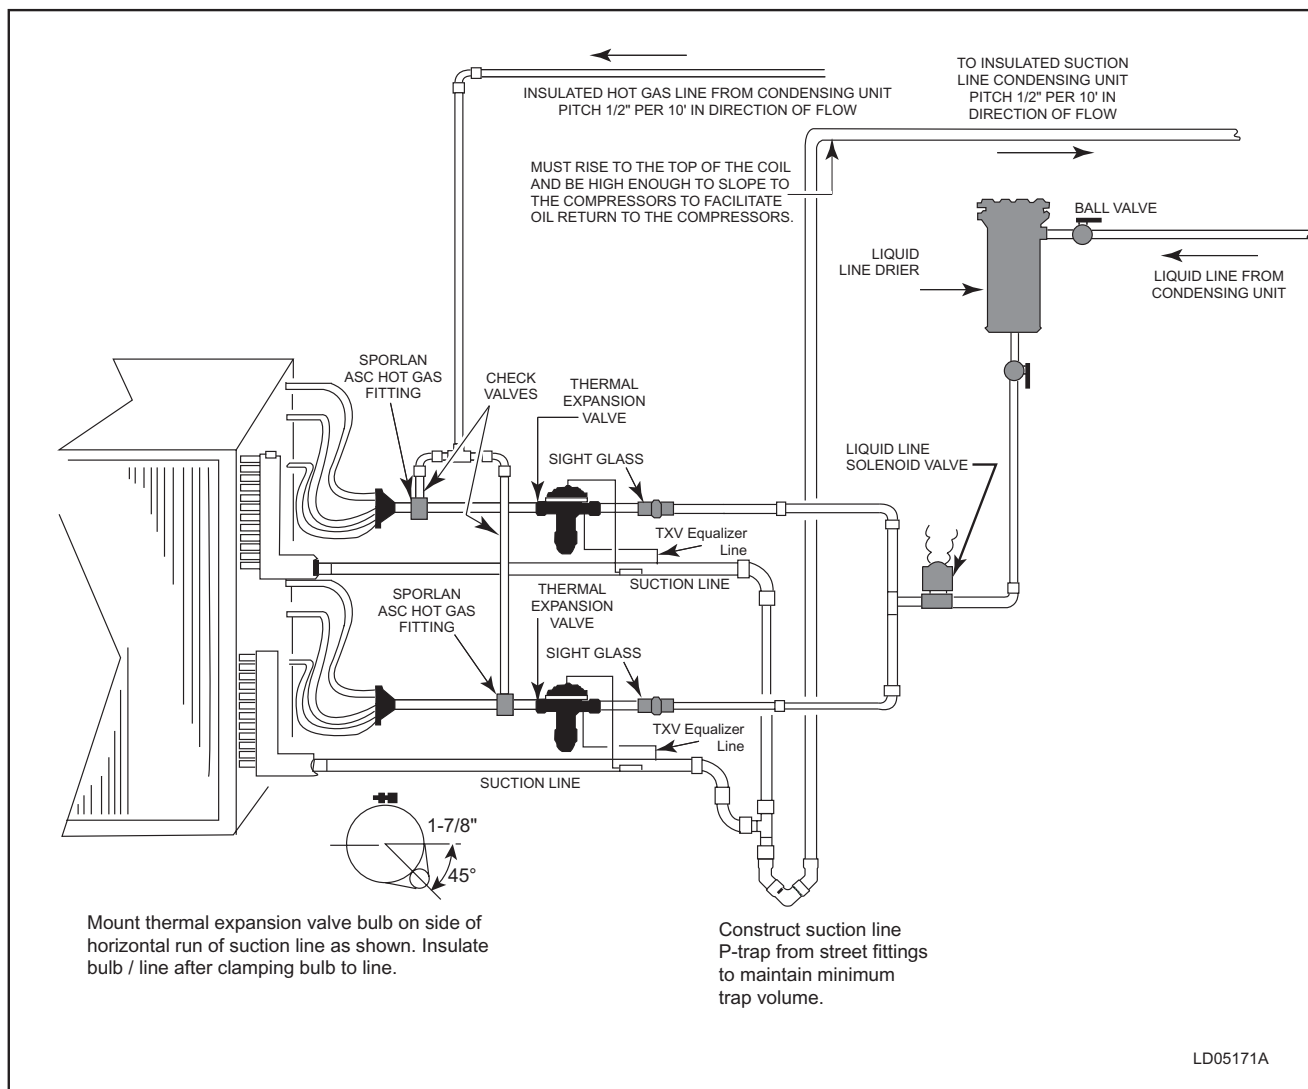 INSULATED HOT GAS LINE FROM CONDENSING UNIT
PITCH 1/2" PER 10' IN DIRECTION OF FLOW
TO INSULATED SUCTION
LINE CONDENSING UNIT
PITCH 1/2" PER 10' IN
DIRECTION OF FLOW
MUST RISE TO THE TOP OF THE COIL
AND BE HIGH ENOUGH TO SLOPE TO
THE COMPRESSORS TO FACILITATE
OIL RETURN TO THE COMPRESSORS.
BALL VALVE
LIQUID
LINE DRIER
LIQUID LINE FROM
CONDENSING UNIT
SPORLAN
ASC HOT GAS
FITTING
CHECK
VALVES
THERMAL
EXPANSION
VALVE
SIGHT GLASS
LIQUID LINE
SOLENOID VALVE
TXV Equalizer
Line
SUCTION LINE
SPORLAN
ASC HOT GAS
FITTING
THERMAL
EXPANSION
VALVE
SIGHT GLASS
TXV Equalizer
Line
SUCTION LINE
1-7/8"
45°
Mount thermal expansion valve bulb on side of
horizontal run of suction line as shown. Insulate
bulb / line after clamping bulb to line.
Construct suction line
P-trap from street fittings
to maintain minimum
trap volume.
LD05171A